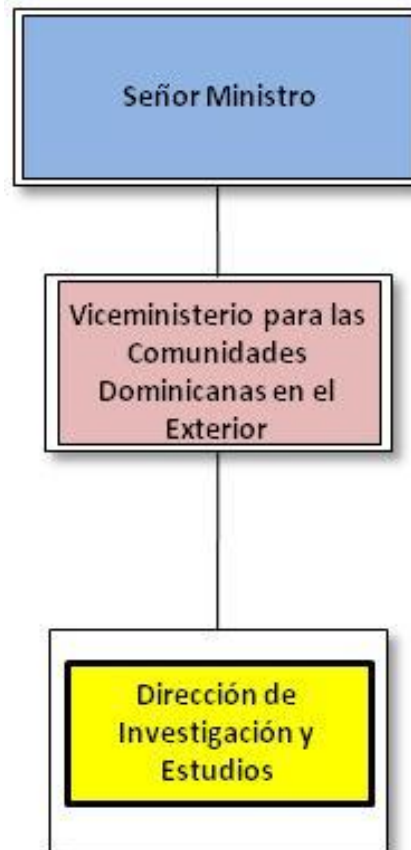 Señor Ministro
Viceministerio para las
Comunidades
Dominicanas en el
Exterior
Dirección de
Investigación y
Estudios